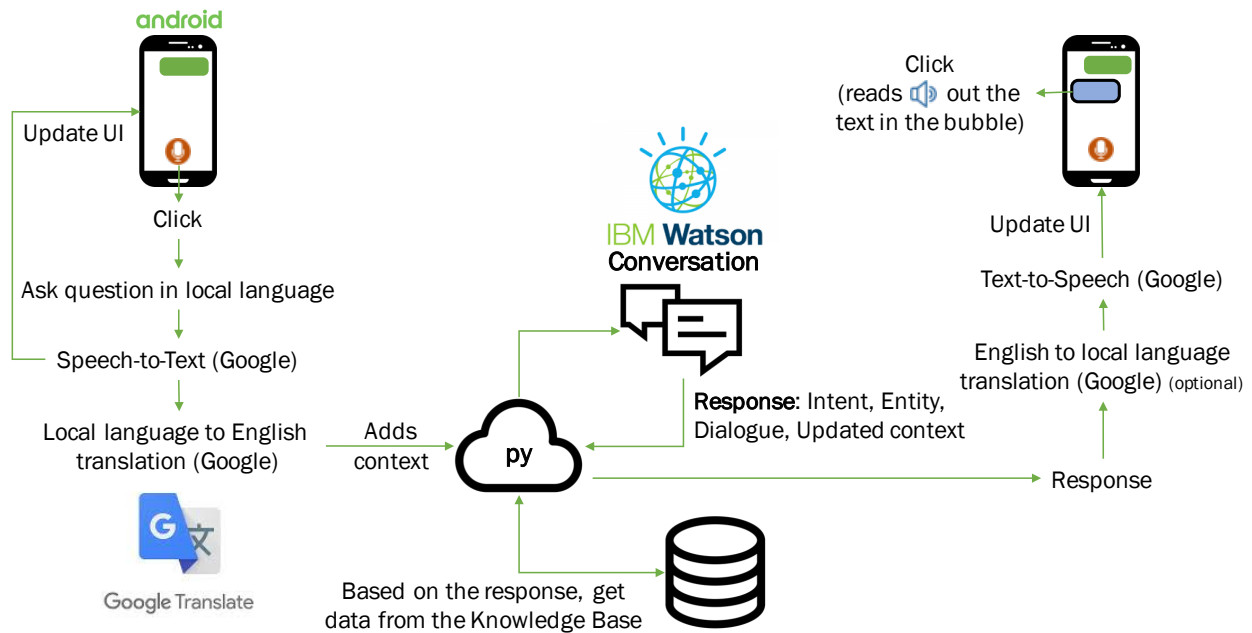 android
Update UI
Click
Ask question in local language
Speech-to-Text (Google)
Local language to English
translation (Google)
G 文
Google Translate
Adds
context
py
IBM Watson
Conversation
Response: Intent, Entity,
Dialogue, Updated context
Based on the response, get
data from the Knowledge Base
Click
(reads out the
text in the bubble)
Update UI
Text-to-Speech (Google)
English to local language
translation (Google) (optional)
Response